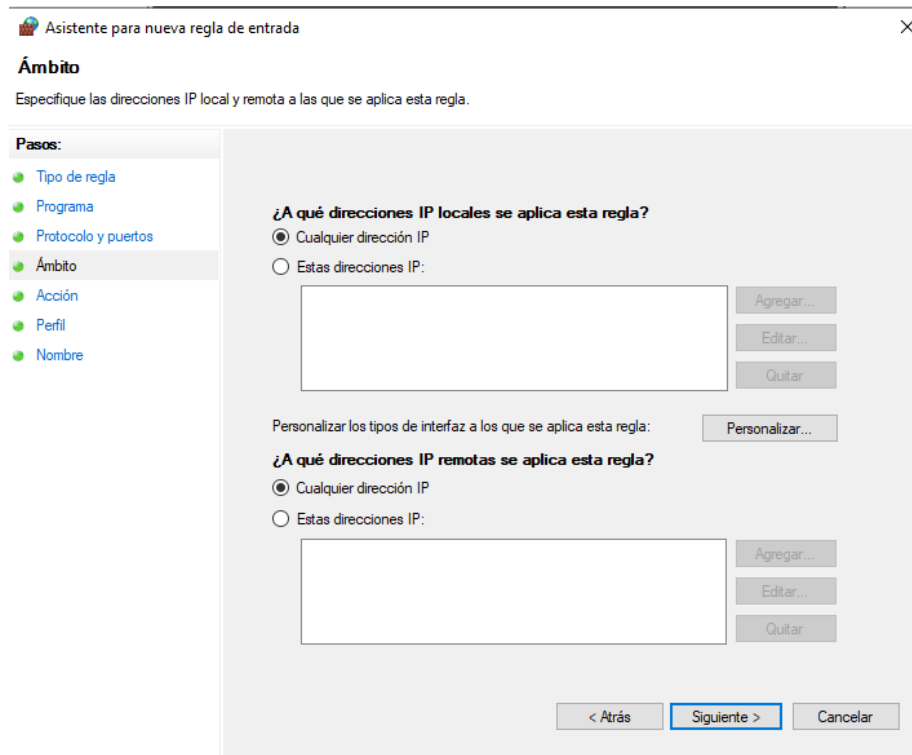 Asistente para nueva regla de entrada
Ámbito
Especifique las direcciones IP local y remota a las que se aplica esta regla.
Pasos:
Tipo de regla
Programa
Protocolo y puertos
Ámbito
Acción
Perfil
Nombre
¿A qué direcciones IP locales se aplica esta regla?
Cualquier dirección IP
Estas direcciones IP:
Agregar...
Editar...
Quitar
Personalizar los tipos de interfaz a los que se aplica esta regla:
Personalizar...
¿A qué direcciones IP remotas se aplica esta regla?
Cualquier dirección IP
Estas direcciones IP:
Agregar...
Editar...
Quitar
< Atrás
Siguiente >
Cancelar